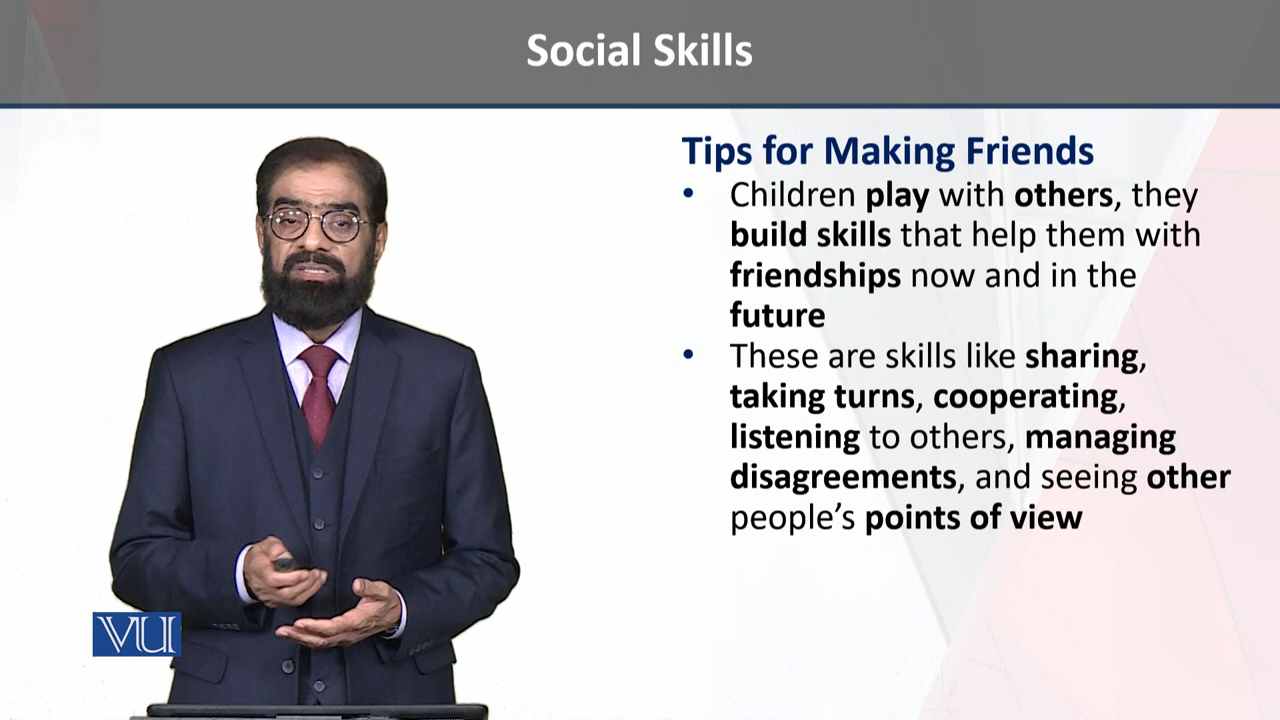 Social Skills
Tips for Making Friends
• Children play with others, they
build skills that help them with
friendships now and in the
future
• These are skills like sharing,
taking turns, cooperating,
listening to others, managing
disagreements, and seeing other
people’s points of view
VU